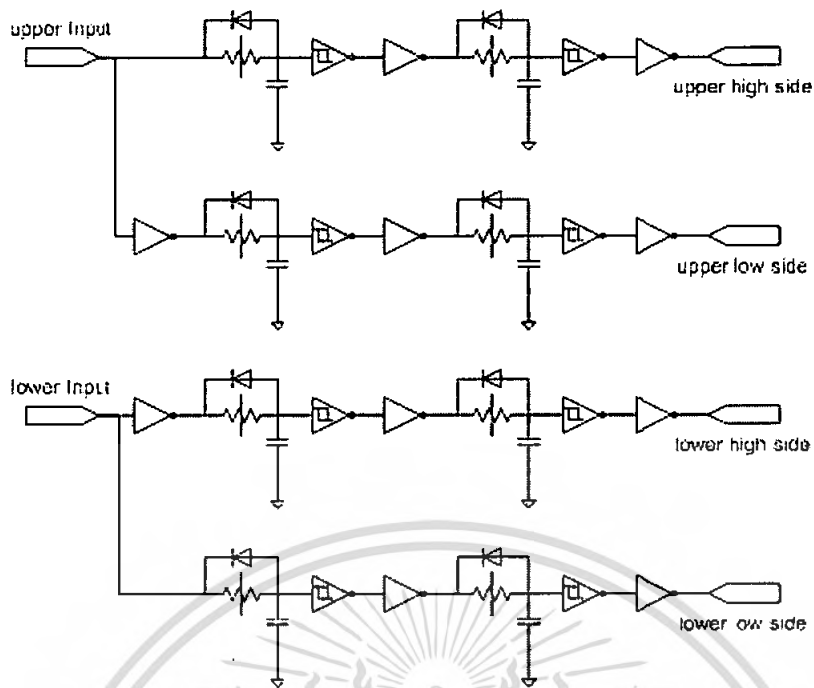 upper Input
upper high side
upper low side
lower Input
lower high side
lower ow side